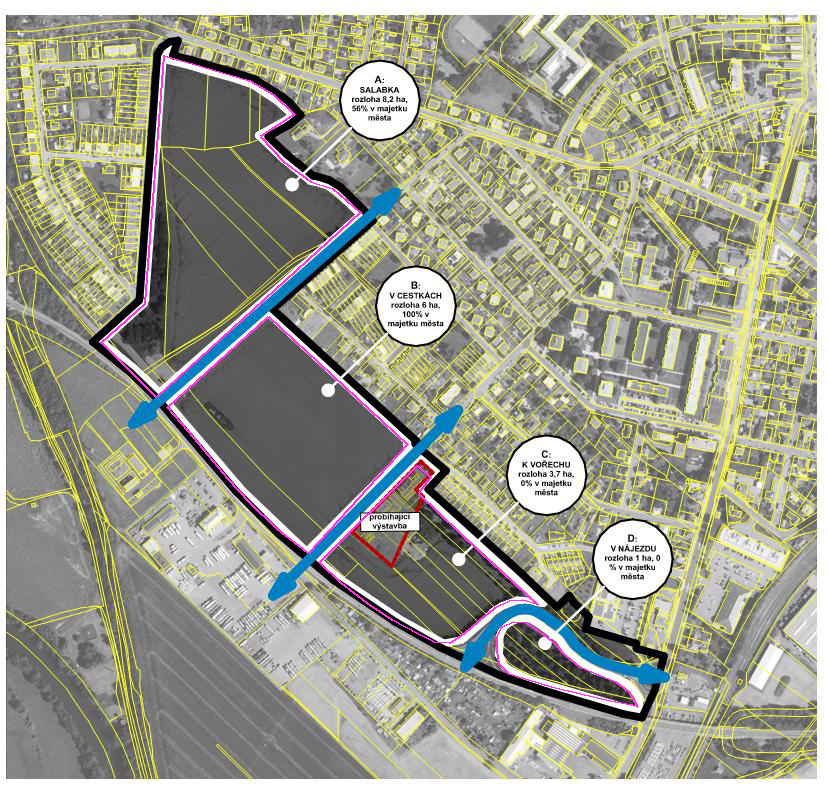 A:
SALABKA
rozloha 8,2 ha,
56% v majetku
města
B:
V CESTKÁCH
rozloha 6 ha,
100% v
majetku města
C:
K VOŘECHU
rozloha 3,7 ha,
0% v majetku
města
probíhající
výstavba
D:
V NÁJEZDU
rozloha 1 ha, 0
% v majetku
města